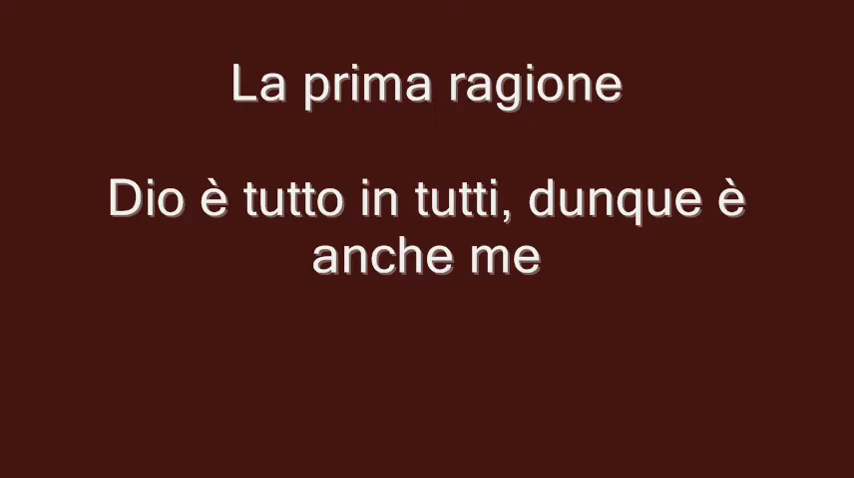 La prima ragione
Dio è tutto in tutti, dunque è
anche me